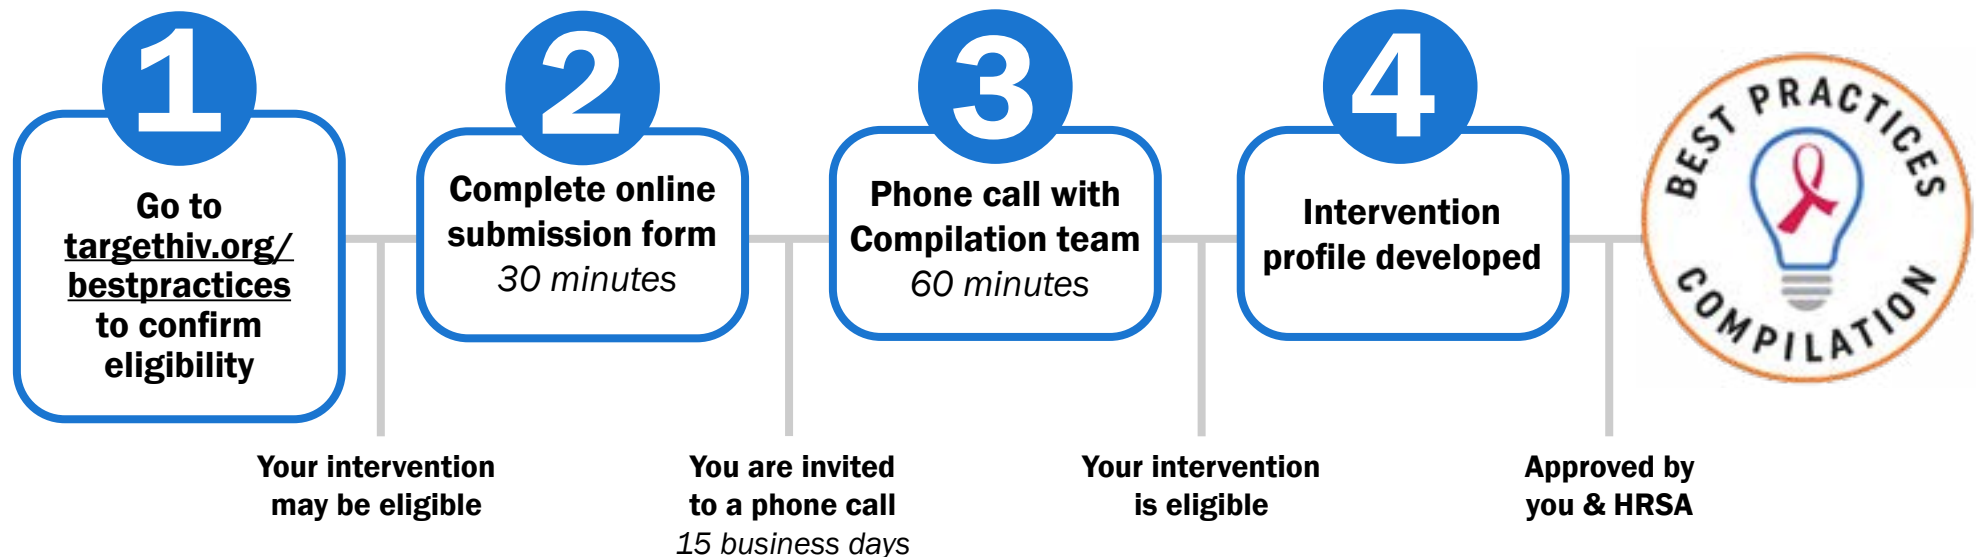 1
Go to
targethiv.org/
bestpractices
to confirm
eligibility
Your intervention
may be eligible
2
Complete online
submission form
30 minutes
You are invited
to a phone call
15 business days
3
Phone call with
Compilation team
60 minutes
Your intervention
is eligible
4
Intervention
profile developed
Approved by
you & HRSA
BEST PRACTICES
COMPILATION